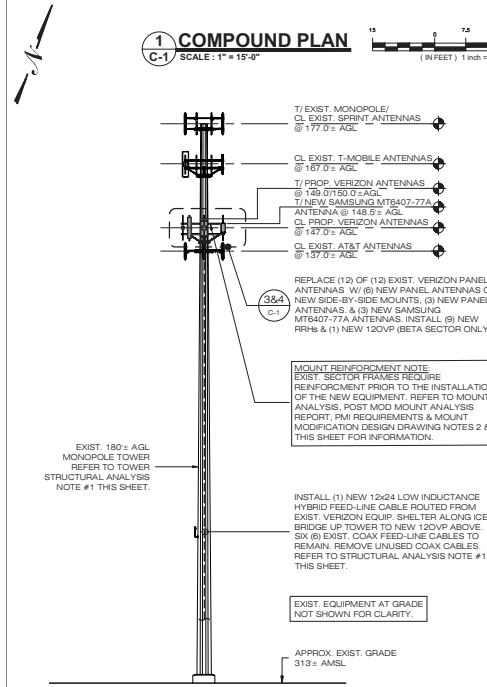 N
1
C-1
COMPOUND PLAN
SCALE : 1" = 15'-0"
15 0 7.5
( IN FEET ) 1 inch =
T/ EXIST. MONOPOLE/
CL EXIST. SPRINT ANTENNAS
@ 177.0'± AGL
CL EXIST. T-MOBILE ANTENNAS
@ 167.0'± AGL
T/ PROP. VERIZON ANTENNAS
@ 149.0'/150.0'±AGL
T/ NEW SAMSUNG MT6407-77A
ANTENNA @ 148.5'± AGL
CL PROP. VERIZON ANTENNAS
@ 147.0'± AGL
CL EXIST. AT&T ANTENNAS
@ 137.0'± AGL
3&4
C-1
REPLACE (12) OF (12) EXIST. VERIZON PANEL
ANTENNAS W/ (6) NEW PANEL ANTENNAS
NEW SIDE-BY-SIDE MOUNTS, (3) NEW PANEL
ANTENNAS. & (3) NEW SAMSUNG
MT6407-77A ANTENNAS. INSTALL (9) NEW
RRHs & (1) NEW 12OVP (BETA SECTOR ONLY
MOUNT REINFORCMENT NOTE:
EXIST. SECTOR FRAMES REQUIRE
REINFORCMENT PRIOR TO THE INSTALLATIO
OF THE NEW EQUIPMENT. REFER TO MOUNT
ANALYSIS, POST MOD MOUNT ANALYSIS
REPORT, PMI REQUIREMENTS & MOUNT
MODIFICATION DESIGN DRAWING NOTES 2 &
THIS SHEET FOR INFORMATION.
EXIST. 180'± AGL
MONOPOLE TOWER
REFER TO TOWER
STRUCTURAL ANALYSIS
NOTE #1 THIS SHEET.
INSTALL (1) NEW 12x24 LOW INDUCTANCE
HYBRID FEED-LINE CABLE ROUTED FROM
EXIST. VERIZON EQUIP. SHELTER ALONG ICE
BRIDGE UP TOWER TO NEW 12OVP ABOVE.
SIX (6) EXIST. COAX FEED-LINE CABLES TO
REMAIN. REMOVE UNUSED COAX CABLES.
REFER TO STRUCTURAL ANALYSIS NOTE #1
THIS SHEET.
EXIST. EQUIPMENT AT GRADE
NOT SHOWN FOR CLARITY.
APPROX. EXIST. GRADE
313'± AMSL